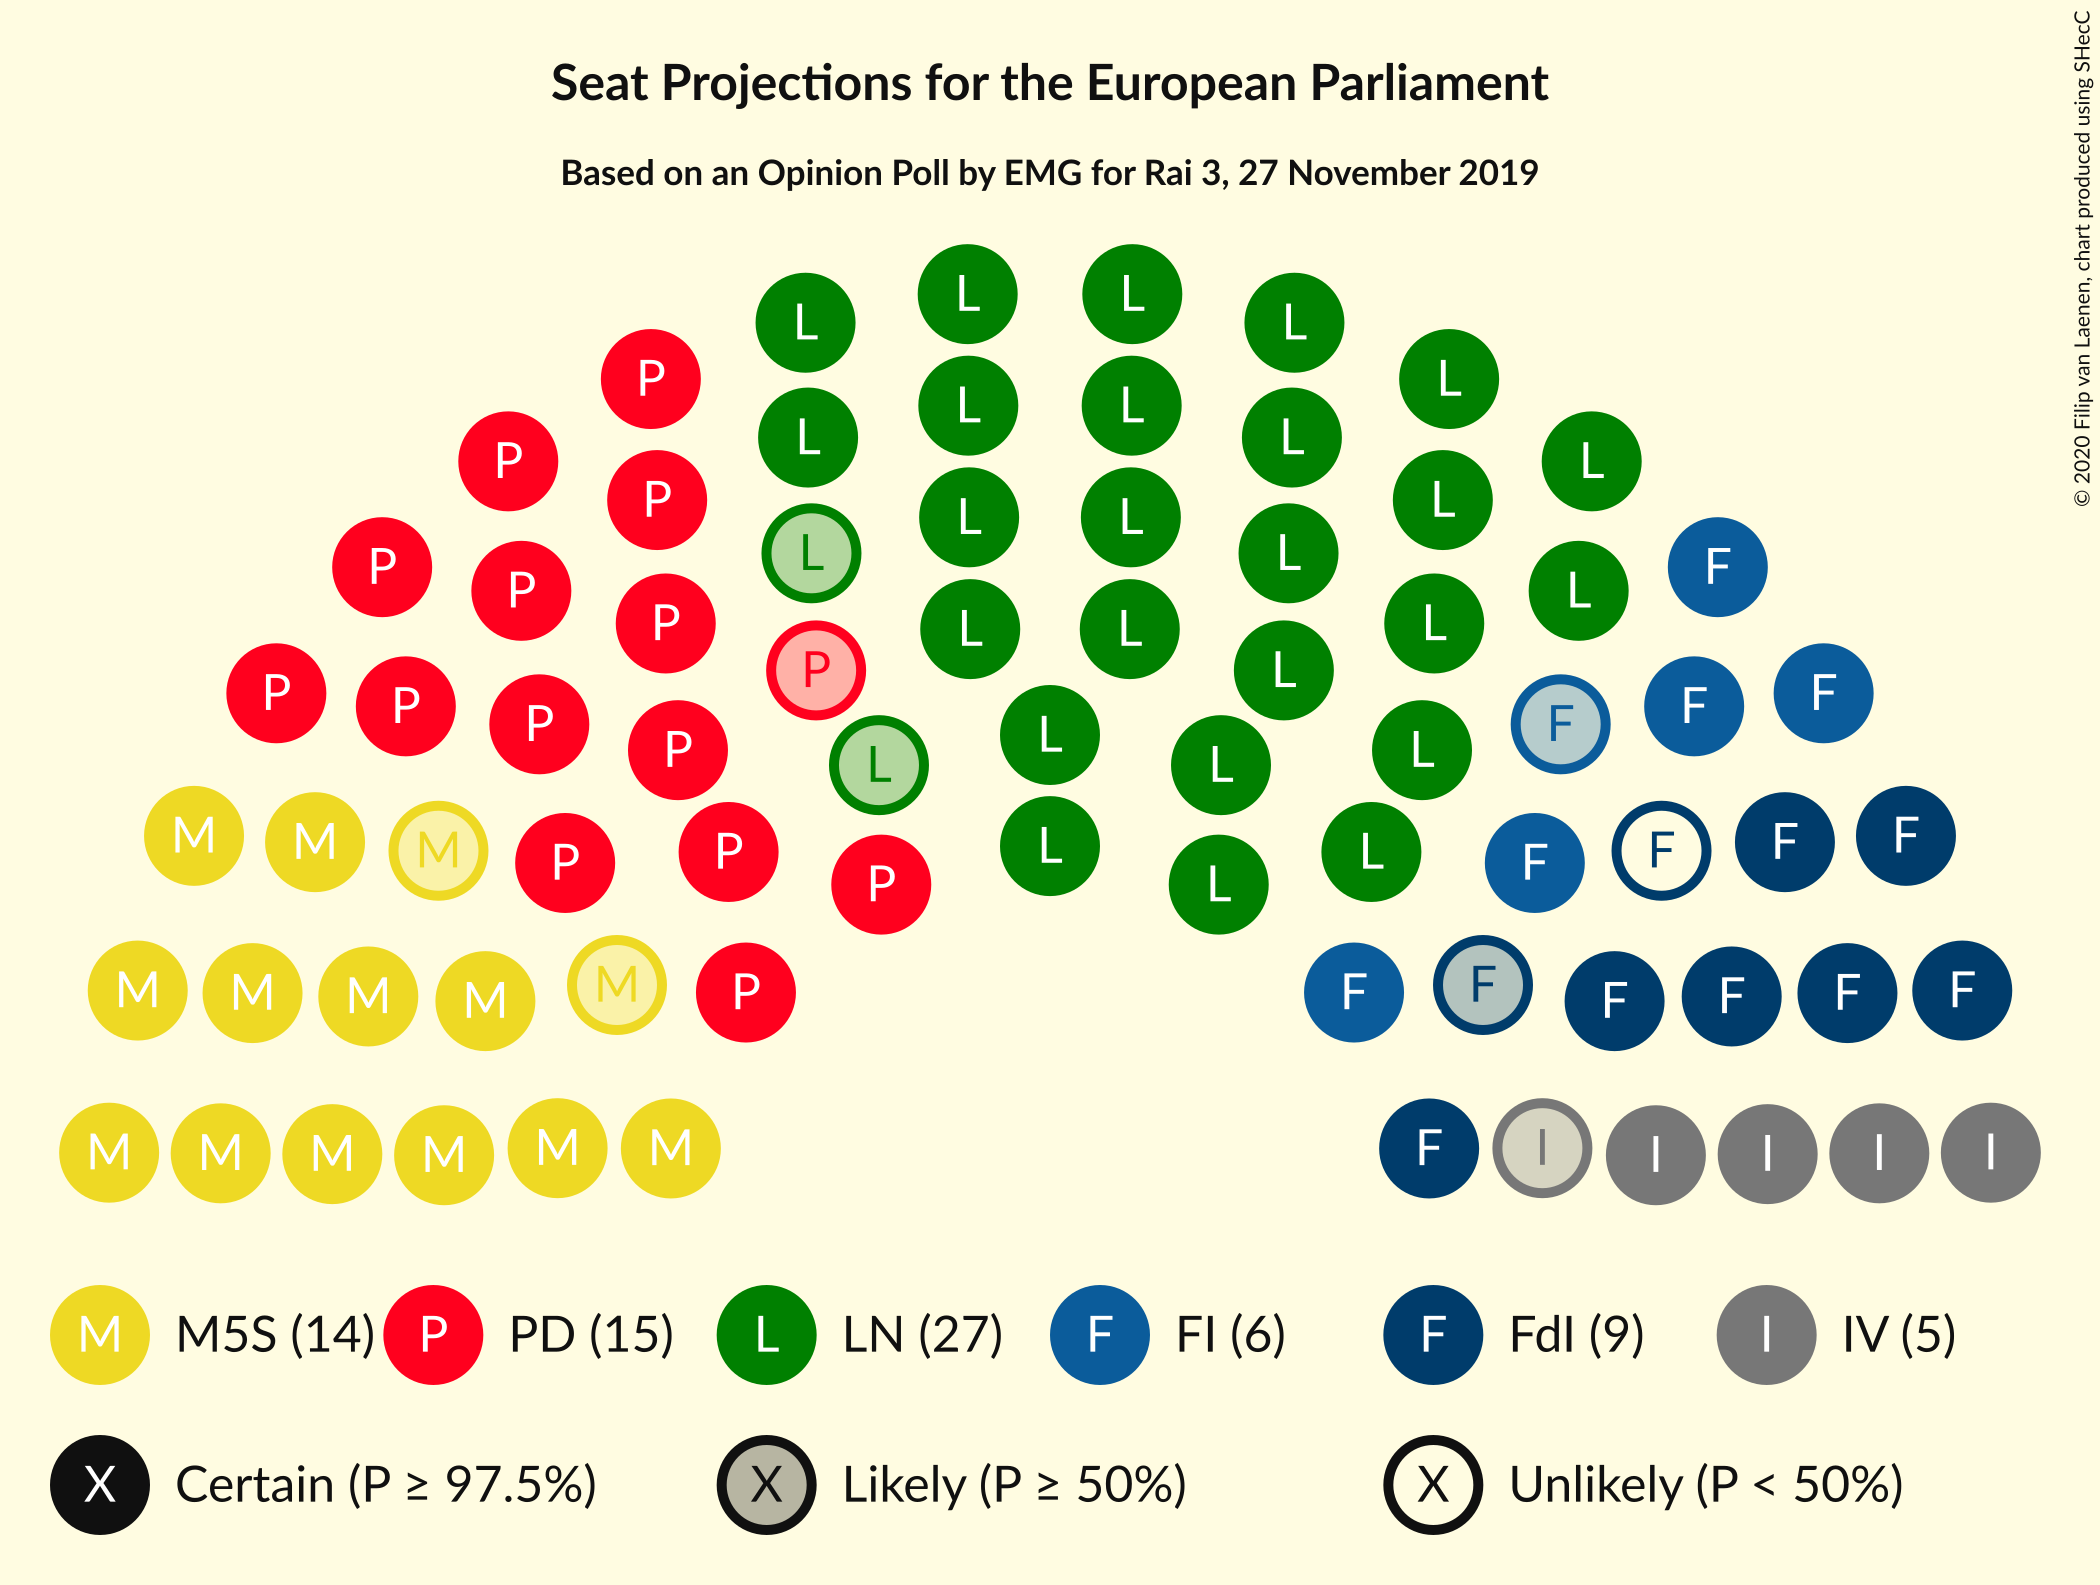 Seat Projections for the European Parliament
Based on an Opinion Poll by EMG for Rai 3, 27 November 2019
© 2020 Filip van Laenen, chart produced using SHecC
L L
L L
P L
L L
L L
P L
P L
P L
L L
P F
P L
P L
P L
P F
P P F F
P F
P L
L L
L
M M M P P P L L L F F F F
L
M M M M M P F F F F F F
M M M M M M F I I I I I
M M5S (14) P PD (15) L LN (27) F FI (6) F FdI (9) I IV (5)
X Certain (P ≥ 97.5%) X Likely (P ≥ 50%) X Unlikely (P < 50%)